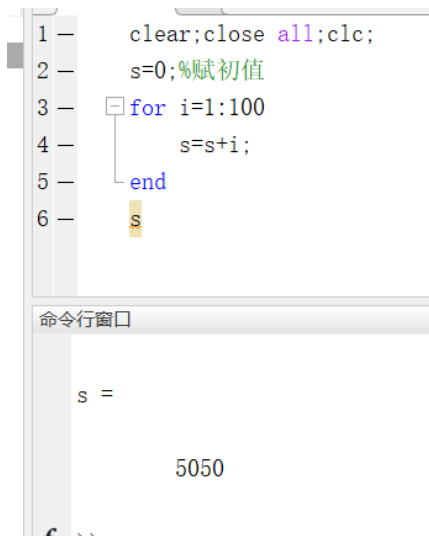 1 — clear;close all;clc;
2 — s=0;%赋初值
3 — for i=1:100
4 — s=s+i;
5 — end
6 — s
命令行窗口
s =
5050